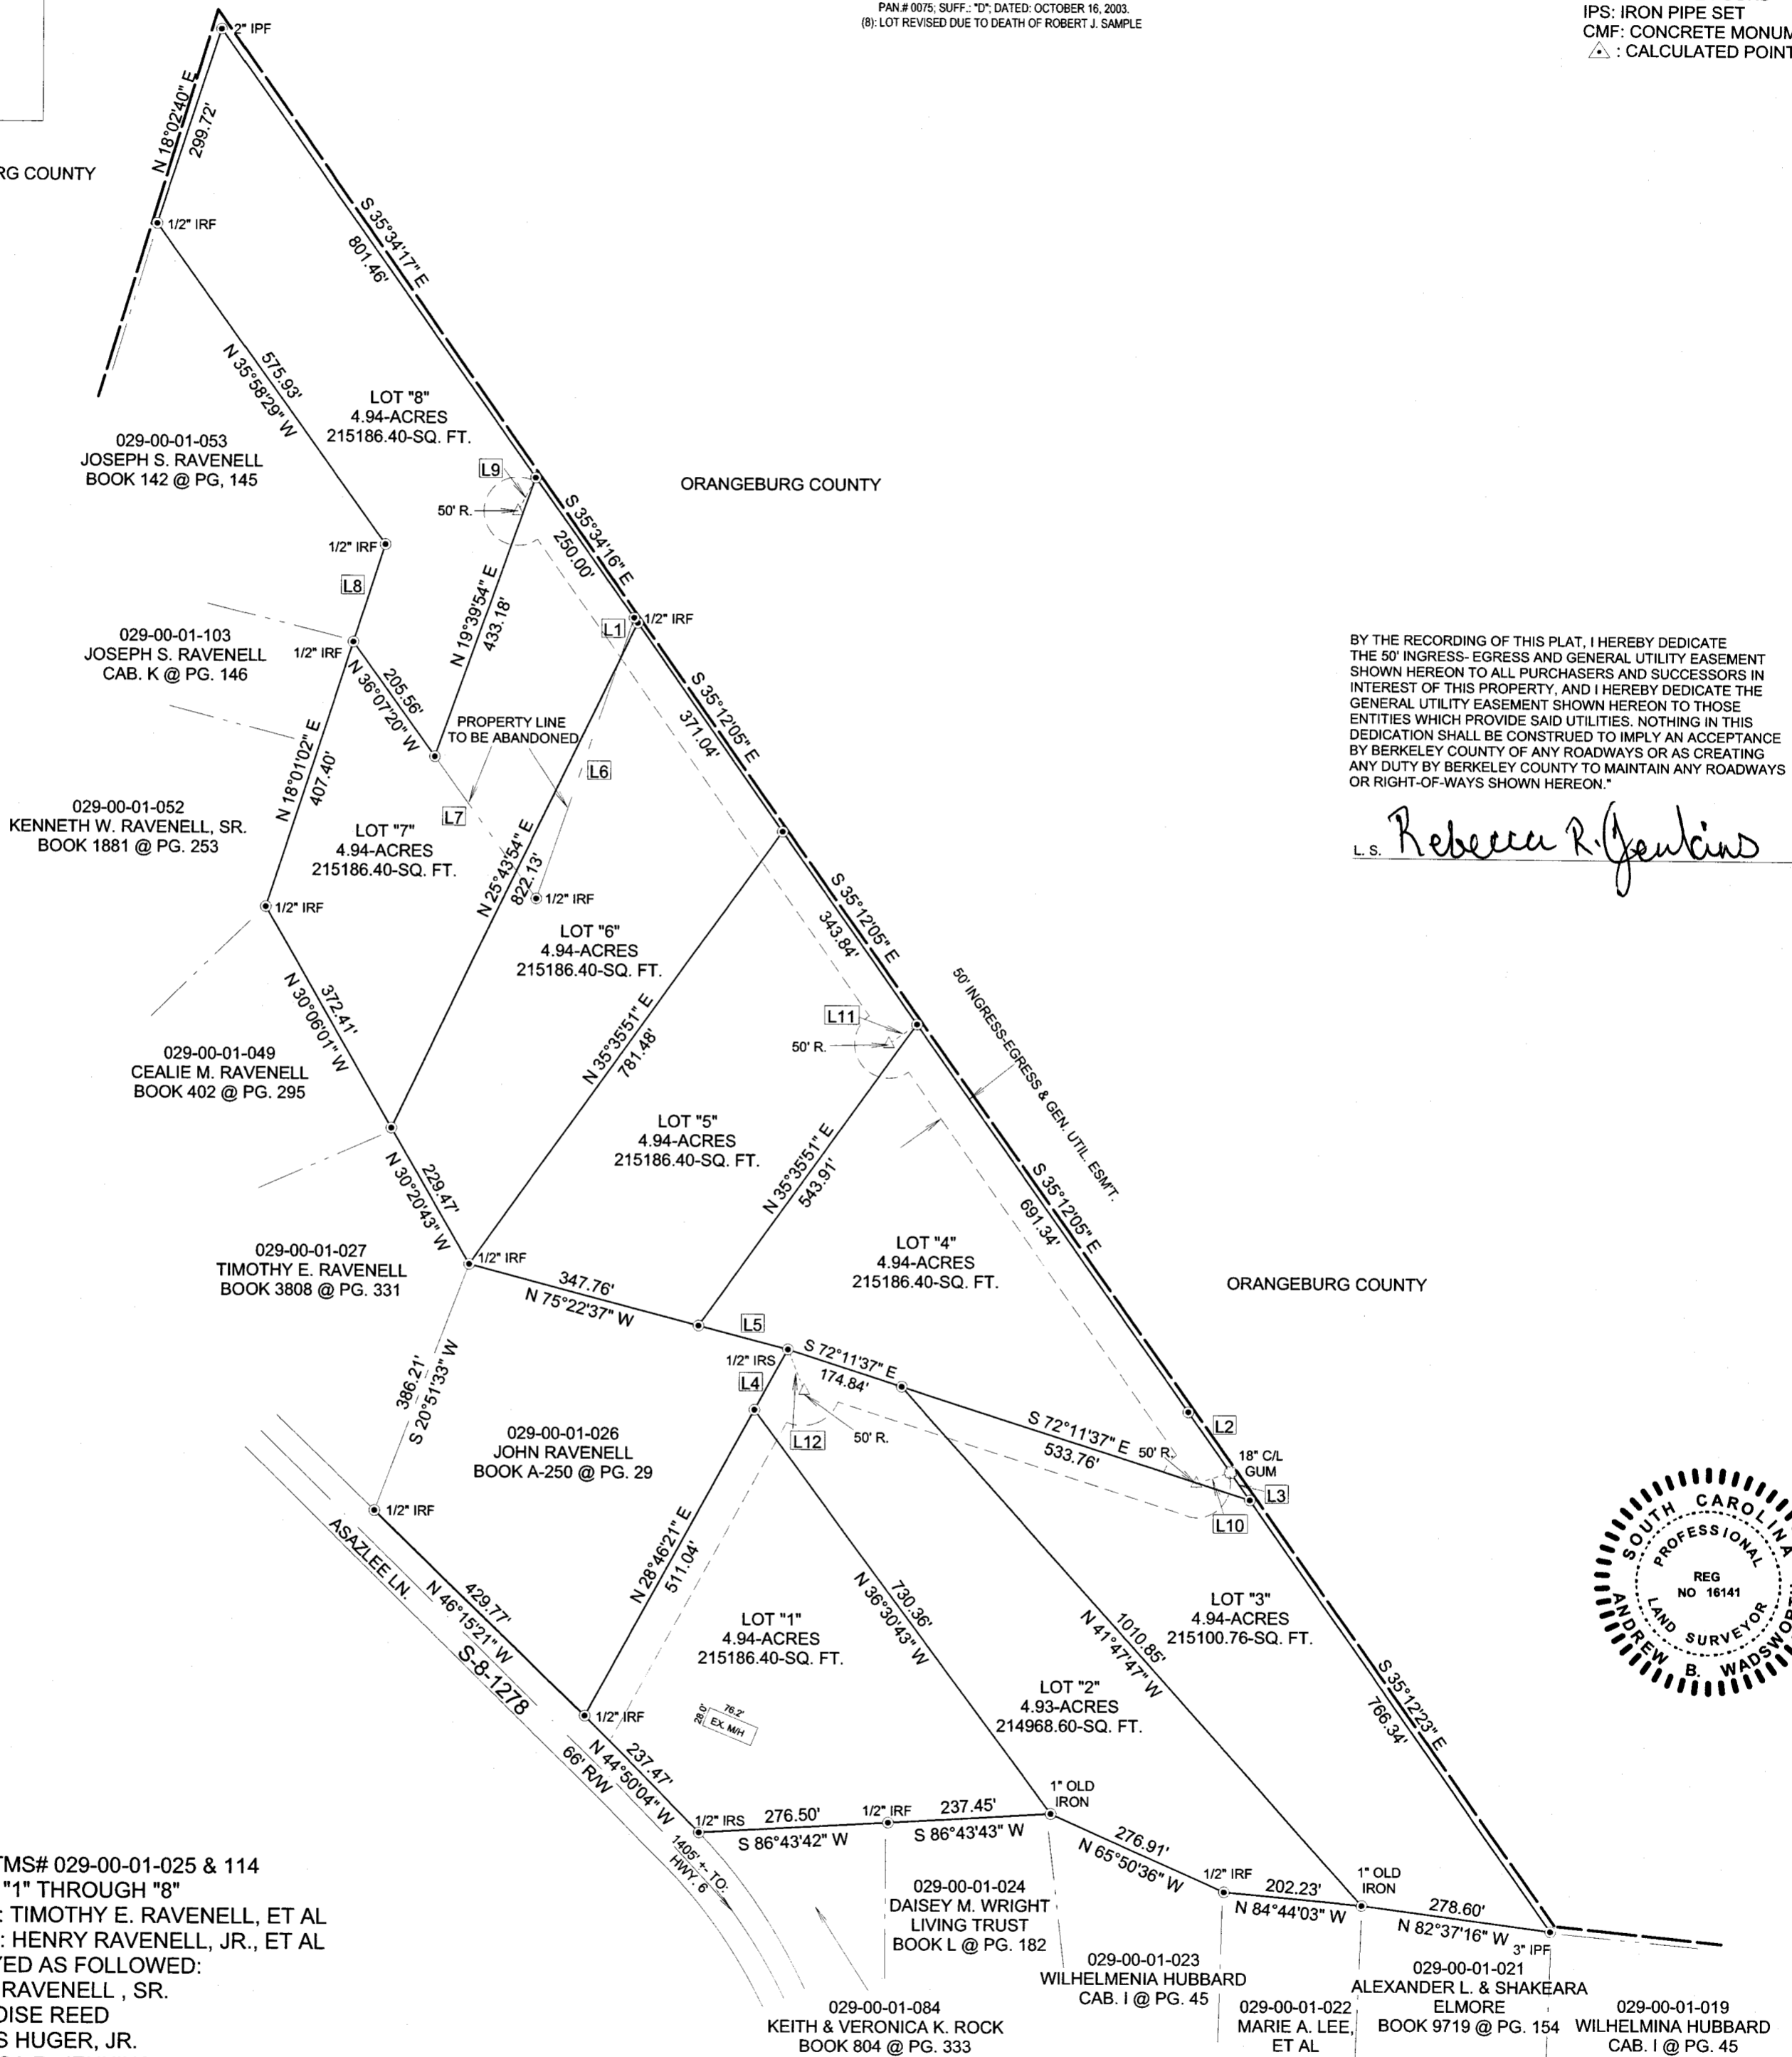 PAN.# 0075; SUFF.: "D"; DATED: OCTOBER 16, 2003.
(8): LOT REVISED DUE TO DEATH OF ROBERT J. SAMPLE
IPS: IRON PIPE SET
CMF: CONCRETE MONUM
: CALCULATED POINT
2" IPF
N 18°02'40" E
299.72'
RG COUNTY
1/2" IRF
S 35°34'17" E
801.46'
575.93'
N 35°58'29" W
LOT "8"
4.94-ACRES
215186.40-SQ. FT.
029-00-01-053
JOSEPH S. RAVENELL
BOOK 142 @ PG, 145
L9
50' R.
ORANGEBURG COUNTY
S 35°34'16" E
250.00'
1/2" IRF
L8
N 19°39'54" E
433.18'
L1
1/2" IRF
029-00-01-103
JOSEPH S. RAVENELL
CAB. K @ PG. 146
1/2" IRF
205.56'
N 36°07'20" W
PROPERTY LINE
TO BE ABANDONED
S 35°12'05" E
371.04'
L6
L7
N 18°01'02" E
407.40'
029-00-01-052
KENNETH W. RAVENELL, SR.
BOOK 1881 @ PG. 253
LOT "7"
4.94-ACRES
215186.40-SQ. FT.
N 25°43'54" E
822.13'
1/2" IRF
1/2" IRF
BY THE RECORDING OF THIS PLAT, I HEREBY DEDICATE
THE 50' INGRESS- EGRESS AND GENERAL UTILITY EASEMENT
SHOWN HEREON TO ALL PURCHASERS AND SUCCESSORS IN
INTEREST OF THIS PROPERTY, AND I HEREBY DEDICATE THE
GENERAL UTILITY EASEMENT SHOWN HEREON TO THOSE
ENTITIES WHICH PROVIDE SAID UTILITIES. NOTHING IN THIS
DEDICATION SHALL BE CONSTRUED TO IMPLY AN ACCEPTANCE
BY BERKELEY COUNTY OF ANY ROADWAYS OR AS CREATING
ANY DUTY BY BERKELEY COUNTY TO MAINTAIN ANY ROADWAYS
OR RIGHT-OF-WAYS SHOWN HEREON."
L.S. Rebecca R. Jenkins
LOT "6"
4.94-ACRES
215186.40-SQ. FT.
S 35°12'05" E
343.84'
372.41'
N 30°06'01" W
029-00-01-049
CEALIE M. RAVENELL
BOOK 402 @ PG. 295
N 35°35'51" E
781.48'
L11
50' R.
50' INGRESS-EGRESS & GEN. UTIL. ESM'T.
LOT "5"
4.94-ACRES
215186.40-SQ. FT.
229.47'
N 30°20'43" W
N 35°35'51" E
543.91'
S 35°12'05" E
691.34'
029-00-01-027
TIMOTHY E. RAVENELL
BOOK 3808 @ PG. 331
1/2" IRF
347.76'
N 75°22'37" W
LOT "4"
4.94-ACRES
215186.40-SQ. FT.
ORANGEBURG COUNTY
L5
1/2" IRS
L4
S 72°11'37" E
174.84'
386.21'
S 20°51'33" W
L12
50' R.
S 72°11'37" E
533.76'
50' R.
L2
18" C/L
GUM
L3
L10
029-00-01-026
JOHN RAVENELL
BOOK A-250 @ PG. 29
1/2" IRF
ASAZLEE LN.
429.77'
N 46°15'21" W
S-8-1278
N 28°46'21" E
511.04'
730.36'
N 36°30'43" W
1010.85'
N 41°47'47" W
LOT "3"
4.94-ACRES
215100.76-SQ. FT.
SOUTH CAROLINA
PROFESSIONAL
REG
NO 16141
LAND SURVEYOR
ANDREW B. WADSWORTH
LOT "1"
4.94-ACRES
215186.40-SQ. FT.
28.0'
76.2'
EX. M/H
LOT "2"
4.93-ACRES
214968.60-SQ. FT.
S 35°12'23" E
766.34'
1/2" IRF
66' R/W
237.47'
N 44°50'04" W
1405' +- TO:
HWY. 6
1/2" IRS
276.50'
S 86°43'42" W
1/2" IRF
237.45'
S 86°43'43" W
1" OLD
IRON
276.91'
N 65°50'36" W
1/2" IRF
202.23'
N 84°44'03" W
1" OLD
IRON
278.60'
N 82°37'16" W
3" IPF
TMS# 029-00-01-025 & 114
"1" THROUGH "8"
: TIMOTHY E. RAVENELL, ET AL
: HENRY RAVENELL, JR., ET AL
YED AS FOLLOWED:
RAVENELL , SR.
OISE REED
S HUGER, JR.
029-00-01-084
KEITH & VERONICA K. ROCK
BOOK 804 @ PG. 333
029-00-01-024
DAISEY M. WRIGHT
LIVING TRUST
BOOK L @ PG. 182
029-00-01-023
WILHELMENIA HUBBARD
CAB. I @ PG. 45
029-00-01-022
MARIE A. LEE,
ET AL
029-00-01-021
ALEXANDER L. & SHAKEARA
ELMORE
BOOK 9719 @ PG. 154
029-00-01-019
WILHELMINA HUBBARD
CAB. I @ PG. 45